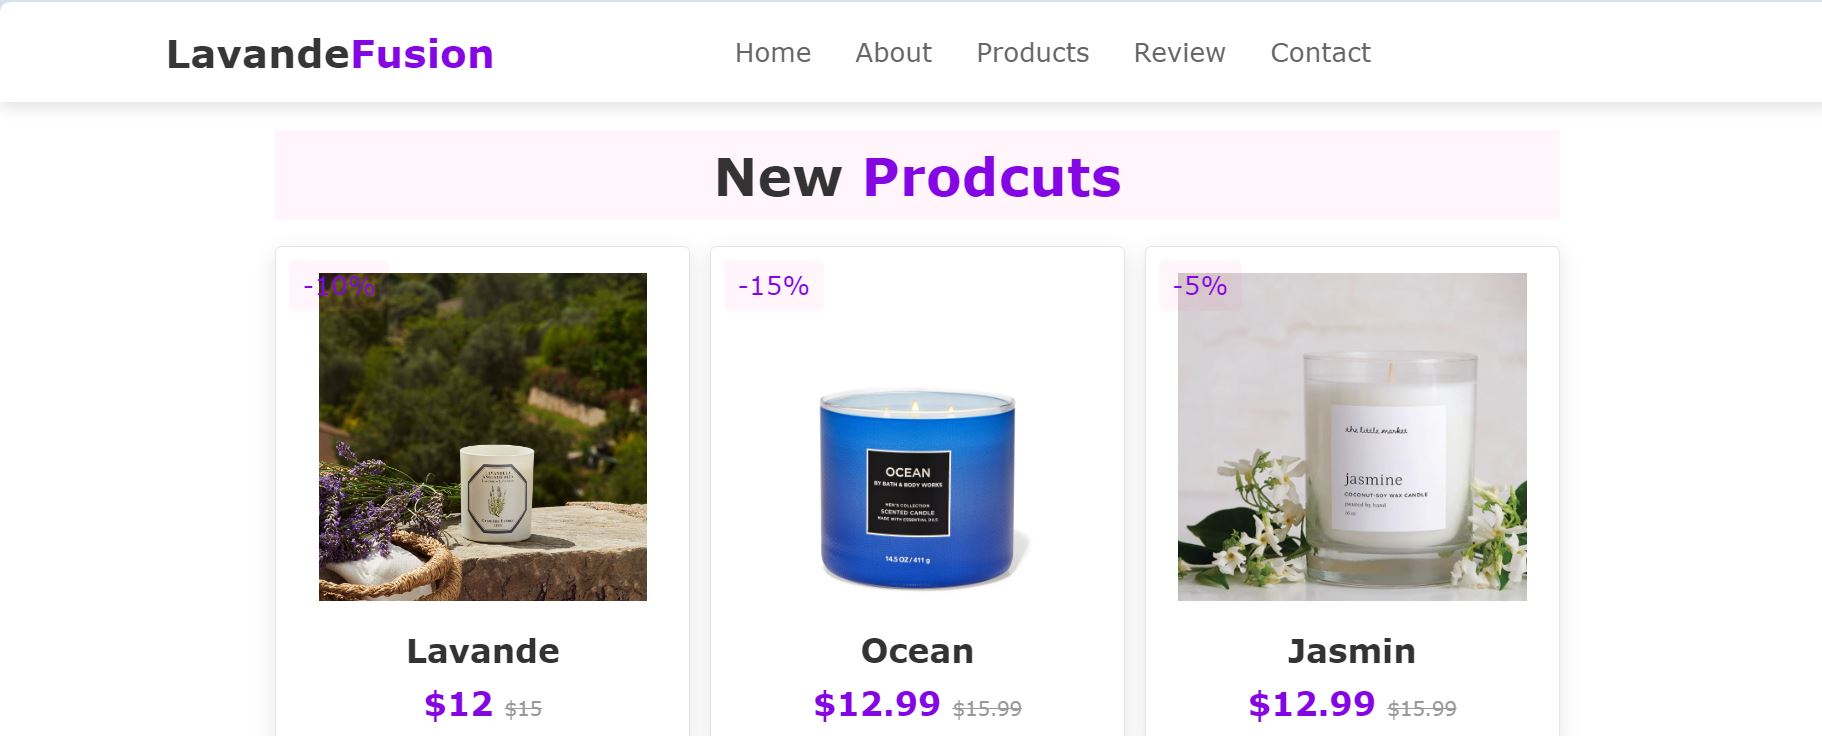 LavandeFusion Home About Products Review Contact
New Prodcuts
-10% -15% -5%
LAVANDULA
ANGUSTIFOLIA
OCEAN
BY BATH & BODY WORKS
MEN'S COLLECTION
SCENTED CANDLE
MADE WITH ESSENTIAL OILS
14.5 OZ / 411 g
the little market
jasmine
COCONUT-SOY WAX CANDLE
poured by hand
Lavande Ocean Jasmin
$12 $15 $12.99 $15.99 $12.99 $15.99